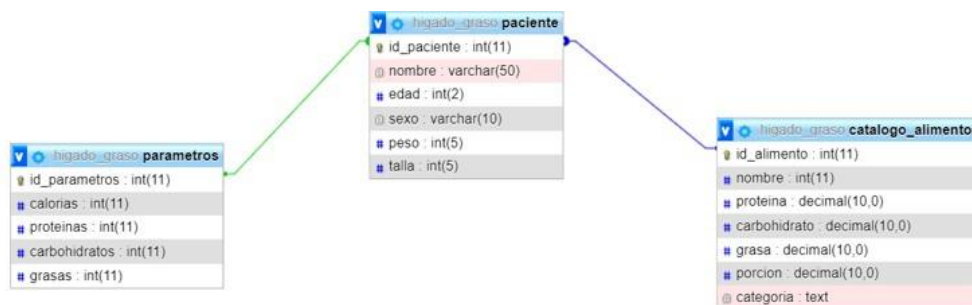 higado_graso paciente
id_paciente : int(11)
nombre : varchar(50)
edad : int(2)
sexo : varchar(10)
peso : int(5)
talla : int(5)
higado_graso parametros
id_parametros : int(11)
calorias : int(11)
proteinas : int(11)
carbohidratos : int(11)
grasas : int(11)
higado_graso catalogo_alimento
id_alimento : int(11)
nombre : int(11)
proteina : decimal(10,0)
carbohidrato : decimal(10,0)
grasa : decimal(10,0)
porcion : decimal(10,0)
categoria : text